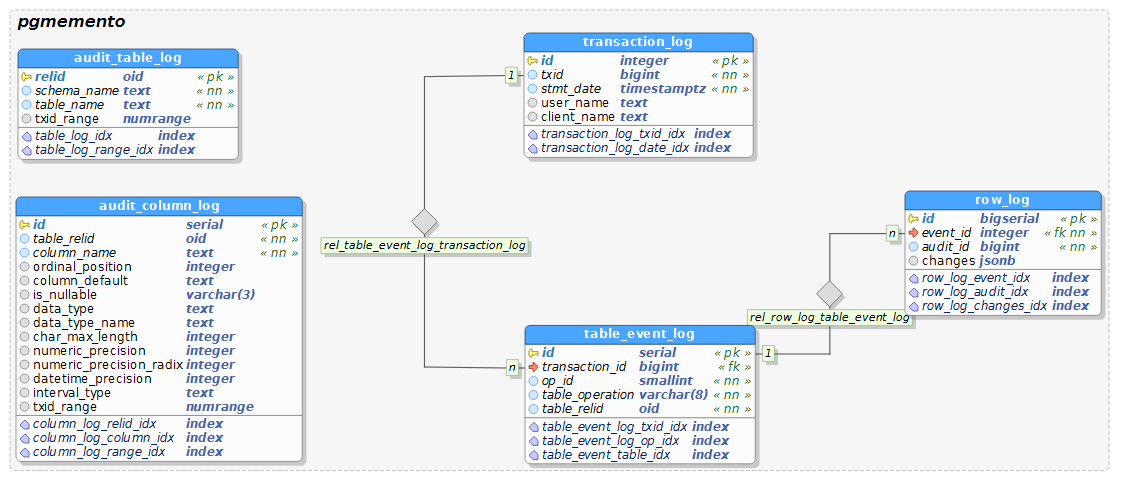 pgmemento
audit_table_log
relid oid « pk »
schema_name text « nn »
table_name text « nn »
txid_range numrange
table_log_idx index
table_log_range_idx index
transaction_log
id integer « pk »
txid bigint « nn »
stmt_date timestamptz « nn »
user_name text
client_name text
transaction_log_txid_idx index
transaction_log_date_idx index
1
rel_table_event_log_transaction_log
n
audit_column_log
id serial « pk »
table_relid oid « nn »
column_name text « nn »
ordinal_position integer
column_default text
is_nullable varchar(3)
data_type text
data_type_name text
char_max_length integer
numeric_precision integer
numeric_precision_radix integer
datetime_precision integer
interval_type text
txid_range numrange
column_log_relid_idx index
column_log_column_idx index
column_log_range_idx index
row_log
id bigserial « pk »
event_id integer « fk nn »
audit_id bigint « nn »
changes jsonb
row_log_event_idx index
row_log_audit_idx index
row_log_changes_idx index
n
rel_row_log_table_event_log
1
table_event_log
id serial « pk »
transaction_id bigint « fk »
op_id smallint « nn »
table_operation varchar(8) « nn »
table_relid oid « nn »
table_event_log_txid_idx index
table_event_log_op_idx index
table_event_table_idx index